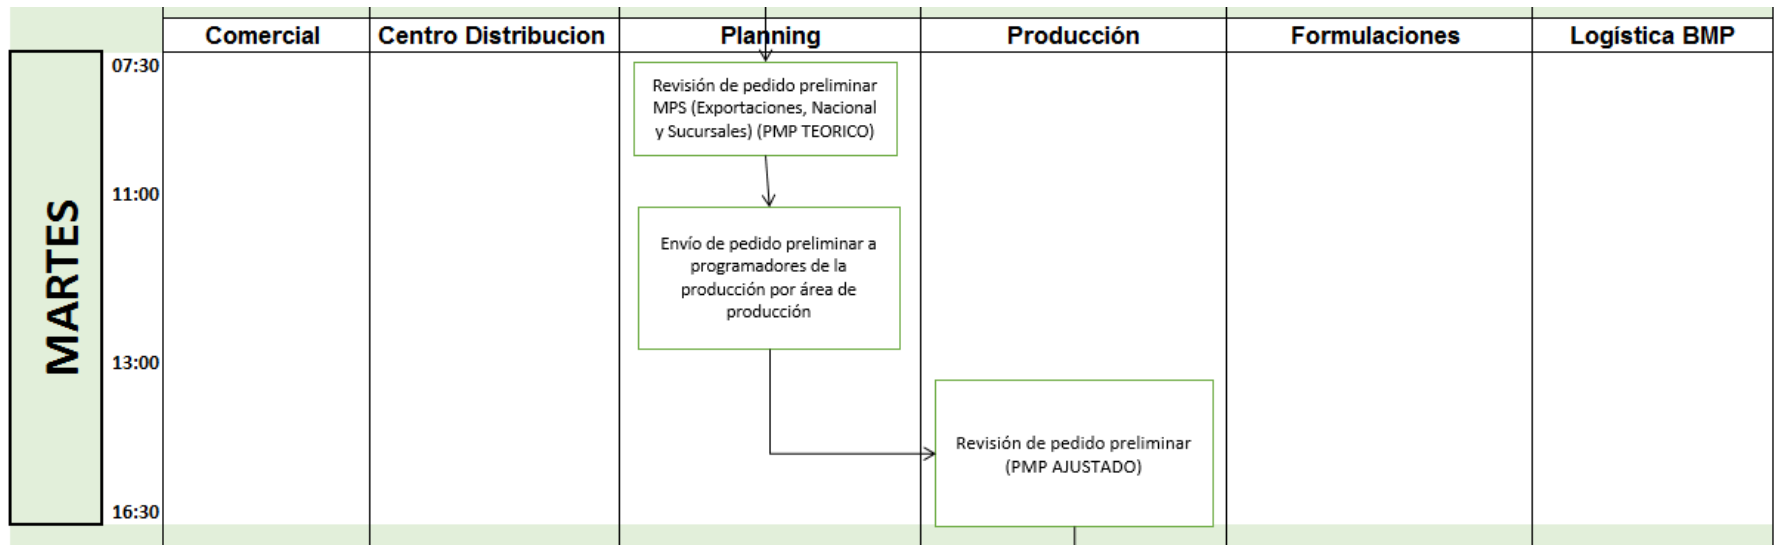 Comercial
Centro Distribucion
Planning
Producción
Formulaciones
Logística BMP
MARTES
07:30
Revisión de pedido preliminar
MPS (Exportaciones, Nacional
y Sucursales) (PMP TEORICO)
11:00
Envío de pedido preliminar a
programadores de la
producción por área de
producción
13:00
Revisión de pedido preliminar
(PMP AJUSTADO)
16:30